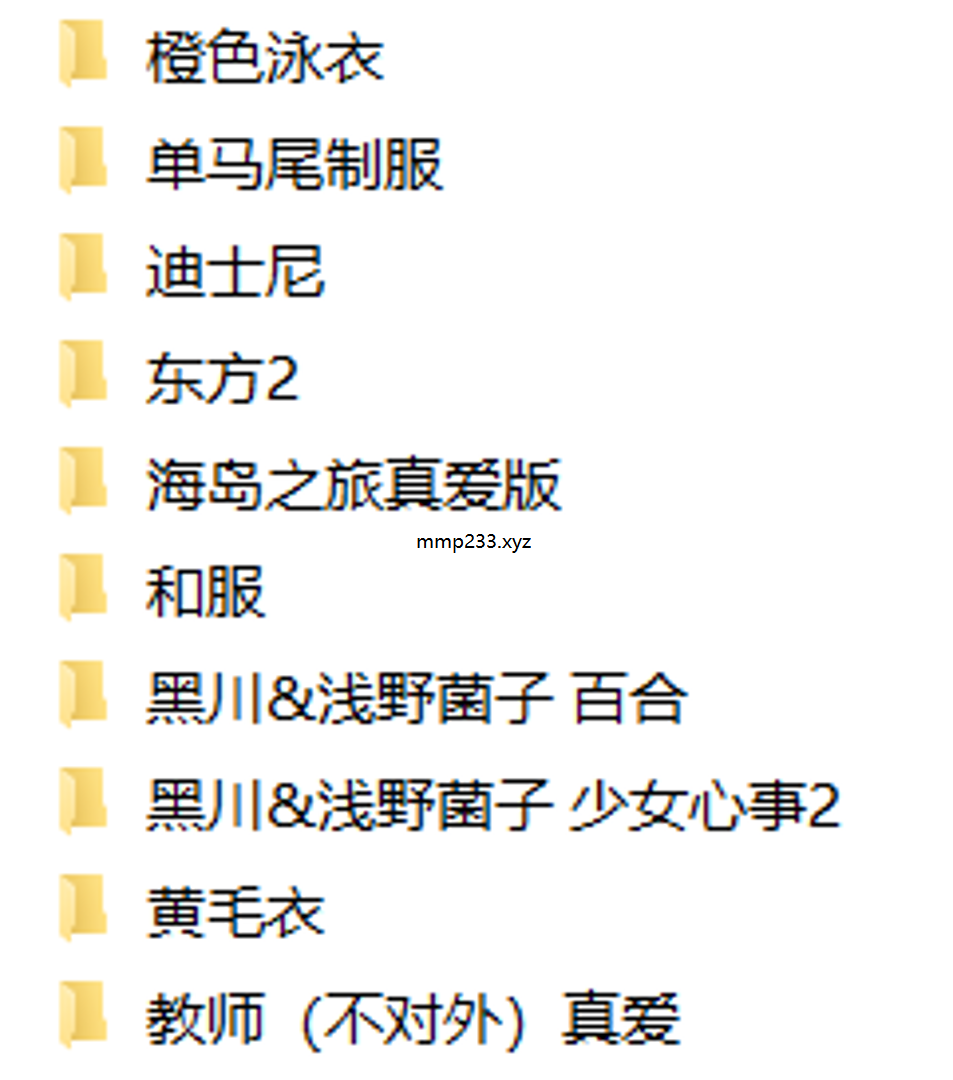 橙色泳衣
单马尾制服
迪士尼
东方2
海岛之旅真爱版
mmp233.xyz
和服
黑川&浅野菌子 百合
黑川&浅野菌子 少女心事2
黄毛衣
教师（不对外）真爱